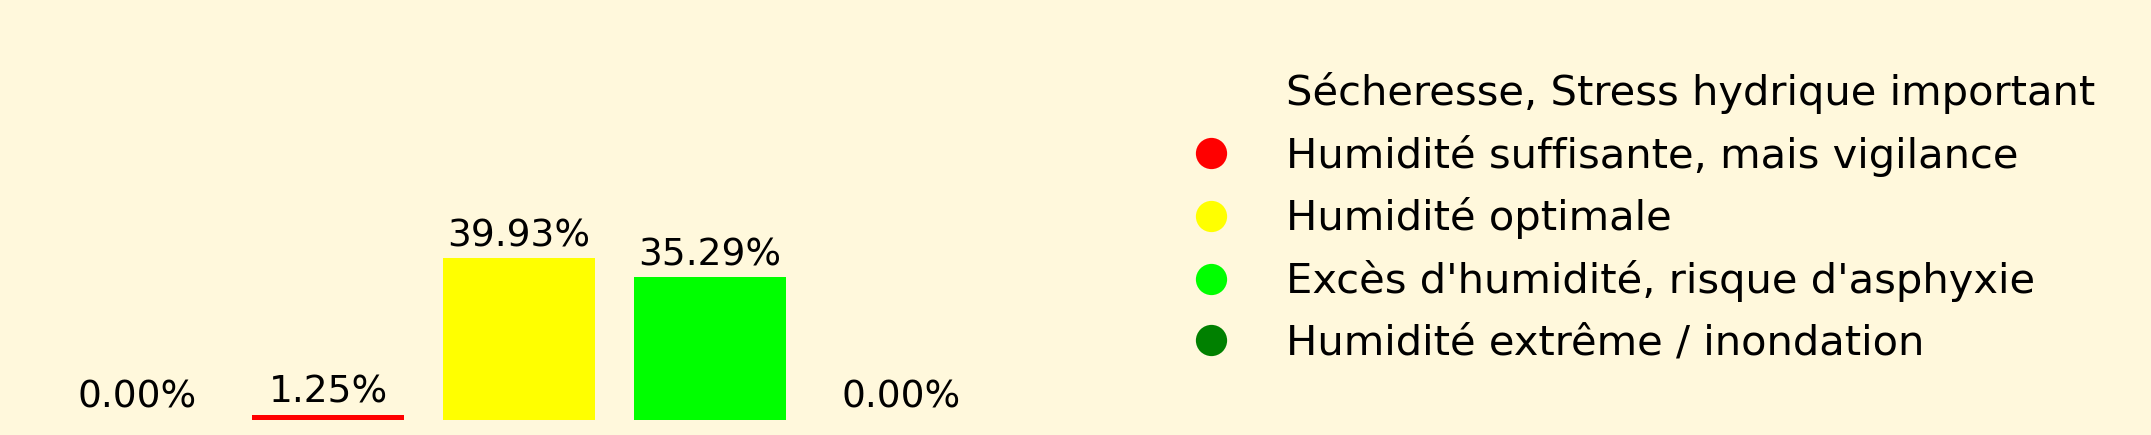 0.00%
1.25%
39.93%
35.29%
0.00%
Sécheresse, Stress hydrique important
Humidité suffisante, mais vigilance
Humidité optimale
Excès d'humidité, risque d'asphyxie
Humidité extrême / inondation